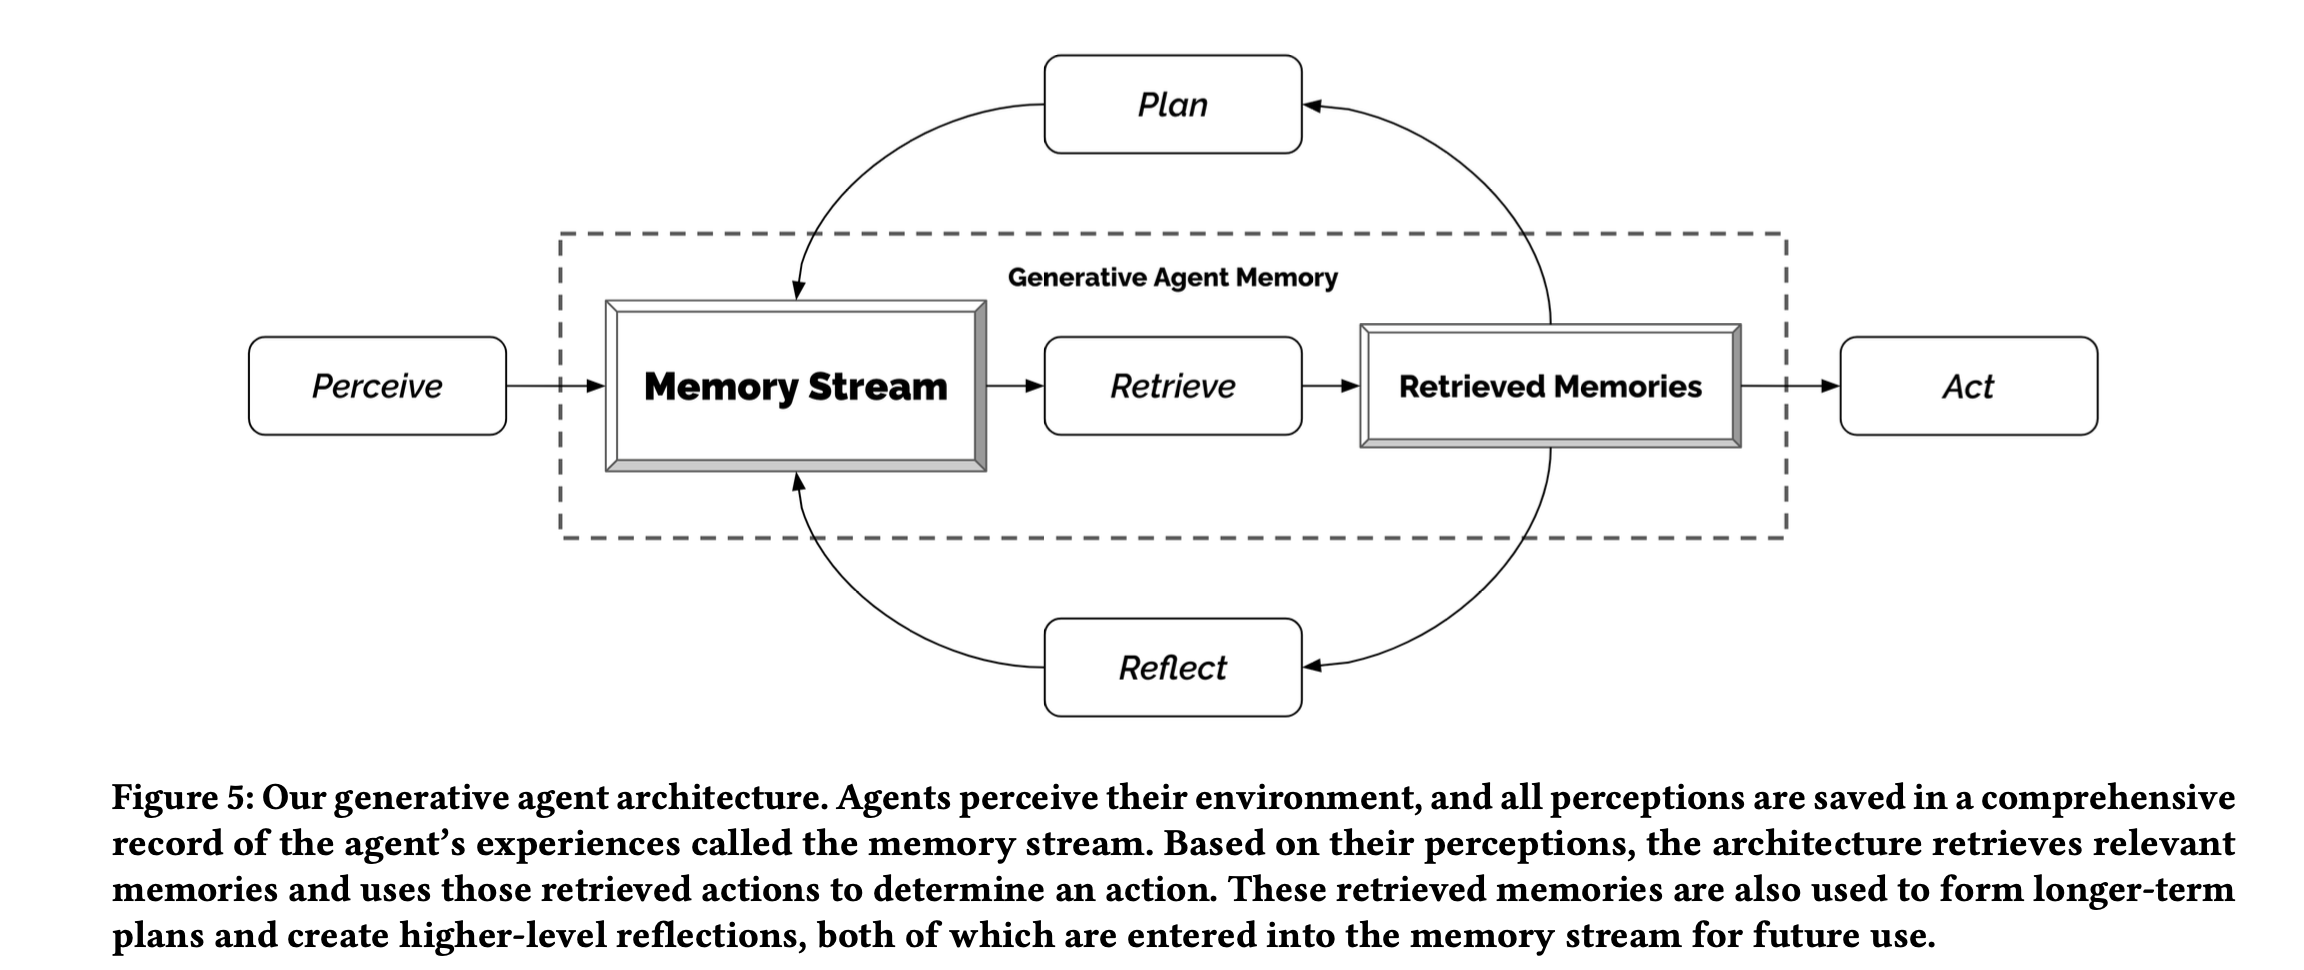 Plan
Generative Agent Memory
Perceive
Memory Stream
Retrieve
Retrieved Memories
Act
Reflect
Figure 5: Our generative agent architecture. Agents perceive their environment, and all perceptions are saved in a comprehensive
record of the agent’s experiences called the memory stream. Based on their perceptions, the architecture retrieves relevant
memories and uses those retrieved actions to determine an action. These retrieved memories are also used to form longer-term
plans and create higher-level reflections, both of which are entered into the memory stream for future use.